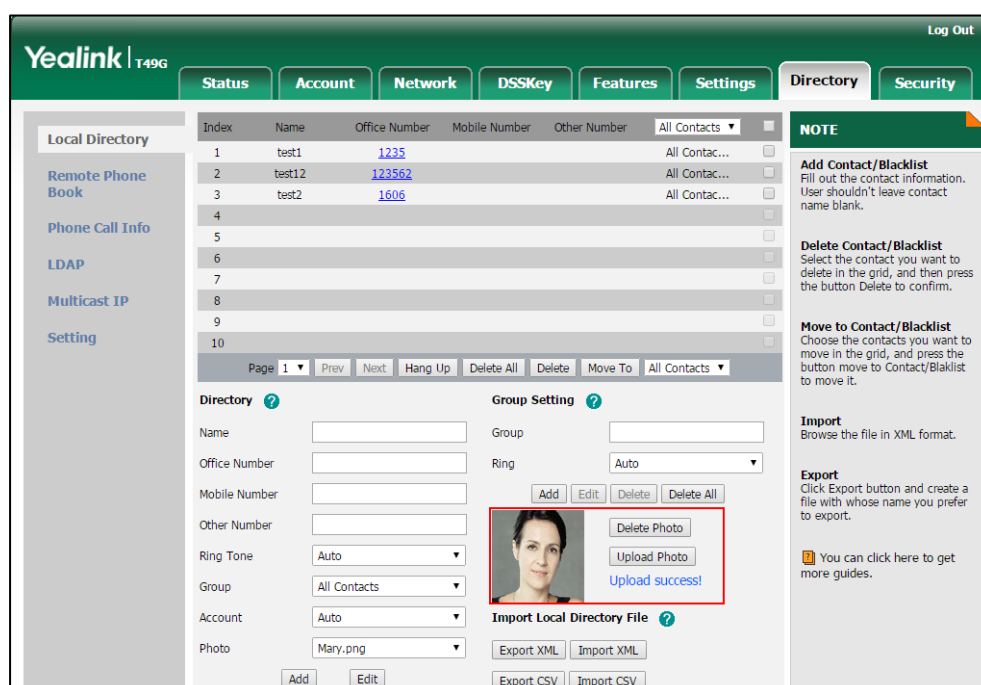 Log Out
Yealink | T49G
Status Account Network DSSKey Features Settings Directory Security
Local Directory
Remote Phone
Book
Phone Call Info
LDAP
Multicast IP
Setting
Index Name Office Number Mobile Number Other Number All Contacts
1 test1 1235 All Contac...
2 test12 123562 All Contac...
3 test2 1606 All Contac...
4
5
6
7
8
9
10
Page 1 Prev Next Hang Up Delete All Delete Move To All Contacts
Directory ?
Name
Office Number
Mobile Number
Other Number
Ring Tone Auto
Group All Contacts
Account Auto
Photo Mary.png
Add Edit
Group Setting ?
Group
Ring Auto
Add Edit Delete Delete All
Delete Photo
Upload Photo
Upload success!
Import Local Directory File ?
Export XML Import XML
Export CSV Import CSV
NOTE
Add Contact/Blacklist
Fill out the contact information.
User shouldn't leave contact
name blank.
Delete Contact/Blacklist
Select the contact you want to
delete in the grid, and then press
the button Delete to confirm.
Move to Contact/Blacklist
Choose the contacts you want to
move in the grid, and press the
button move to Contact/Blaklist
to move it.
Import
Browse the file in XML format.
Export
Click Export button and create a
file with whose name you prefer
to export.
? You can click here to get
more guides.